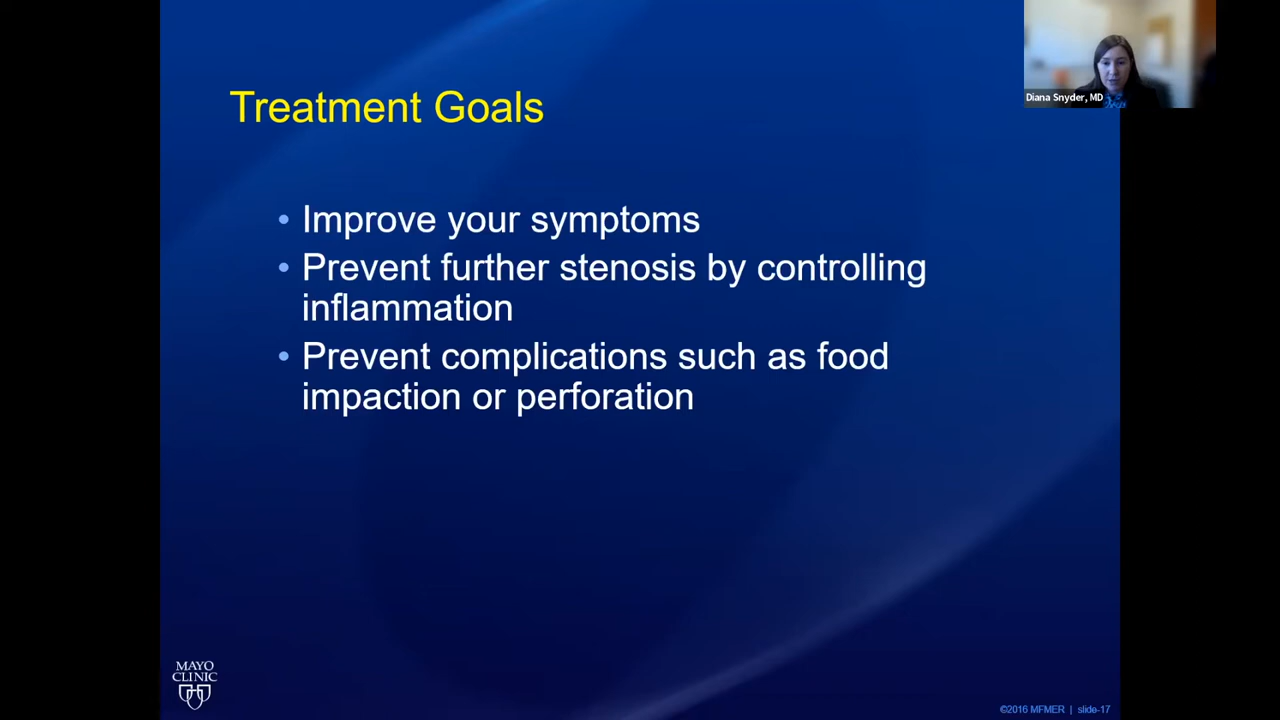 Diana Snyder, MD
Treatment Goals
• Improve your symptoms
• Prevent further stenosis by controlling
inflammation
• Prevent complications such as food
impaction or perforation
MAYO
CLINIC
©2016 MFMER | slide-17